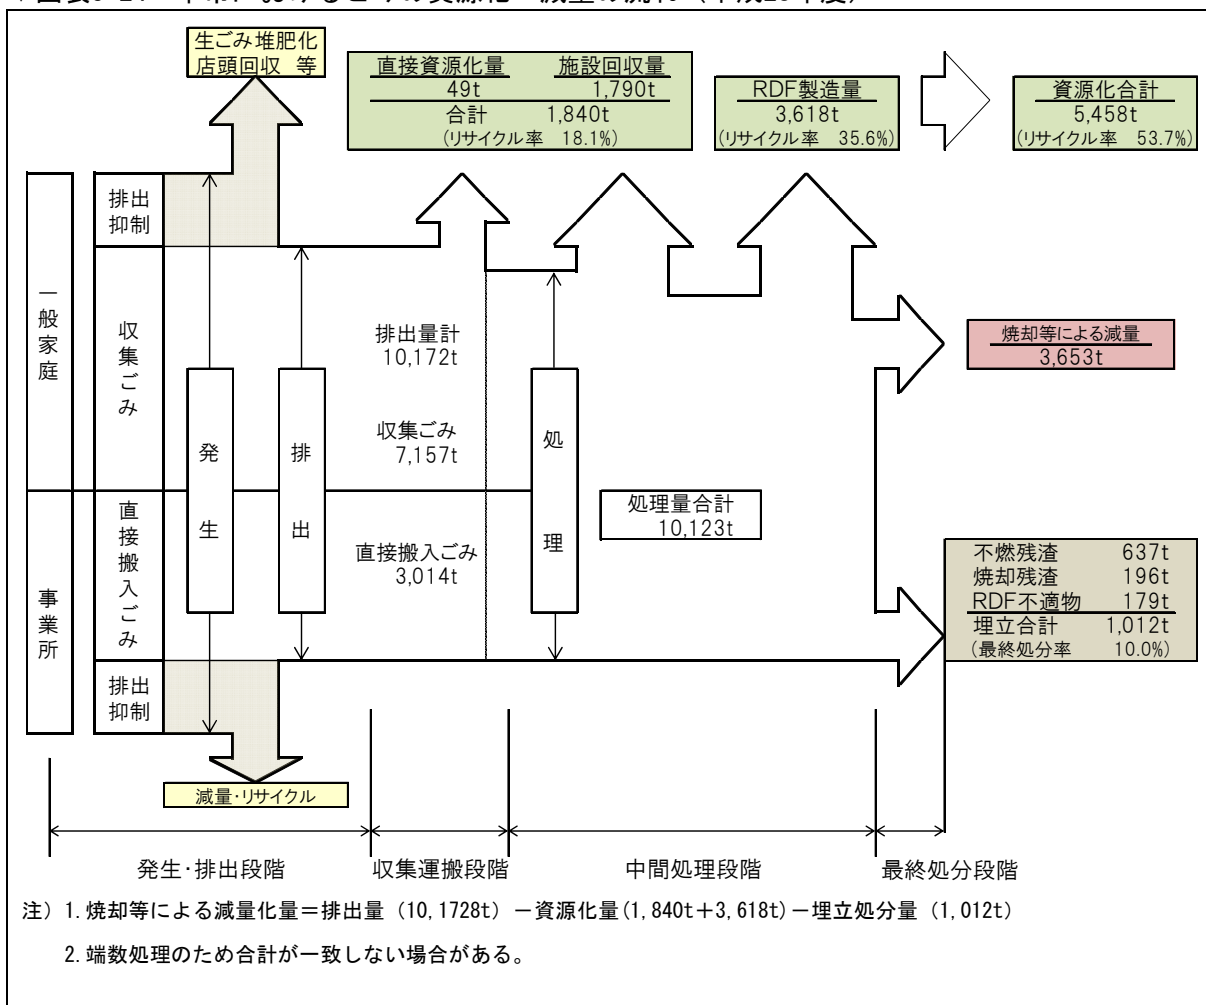 生ごみ堆肥化
店頭回収 等
直接資源化量 施設回収量
49t 1,790t
合計 1,840t
(リサイクル率 18.1%)
RDF製造量
3,618t
(リサイクル率 35.6%)
資源化合計
5,458t
(リサイクル率 53.7%)
排出
抑制
一般家庭
収集ごみ
排出量計
10,172t
焼却等による減量
3,653t
収集ごみ
7,157t
発生
排出
処理
処理量合計
10,123t
直接搬入ごみ
直接搬入ごみ
3,014t
事業所
不燃残渣 637t
焼却残渣 196t
RDF不適物 179t
埋立合計 1,012t
(最終処分率 10.0%)
排出
抑制
減量・リサイクル
発生・排出段階 収集運搬段階 中間処理段階 最終処分段階
注）1.焼却等による減量化量＝排出量（10,1728t）－資源化量(1,840t＋3,618t)－埋立処分量（1,012t）
2.端数処理のため合計が一致しない場合がある。